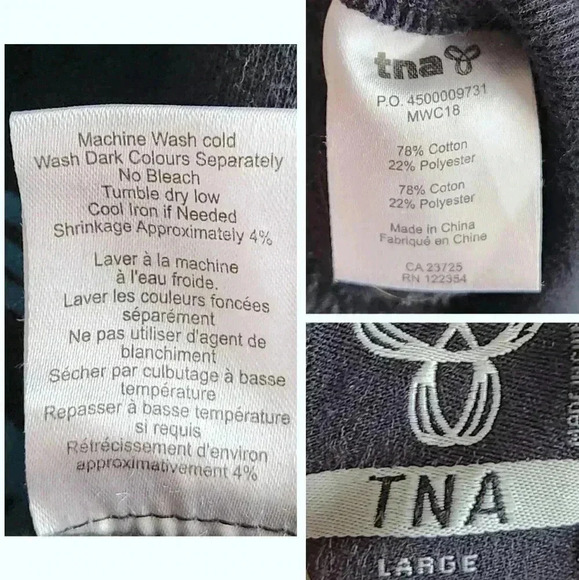 Machine Wash cold
Wash Dark Colours Separately
No Bleach
Tumble dry low
Cool Iron if Needed
Shrinkage Approximately 4%
Laver à la machine
à l'eau froide.
Laver les couleurs foncées
séparément
Ne pas utiliser d'agent de
blanchiment
Sécher par culbutage à basse
température
Repasser à basse température
si requis
Rétrécissement d'environ
approximativement 4%
tna
P.O. 4500009731
MWC18
78% Cotton
22% Polyester
78% Coton
22% Polyester
Made in China
Fabriqué en Chine
CA 23725
RN 122354
TNA
LARGE